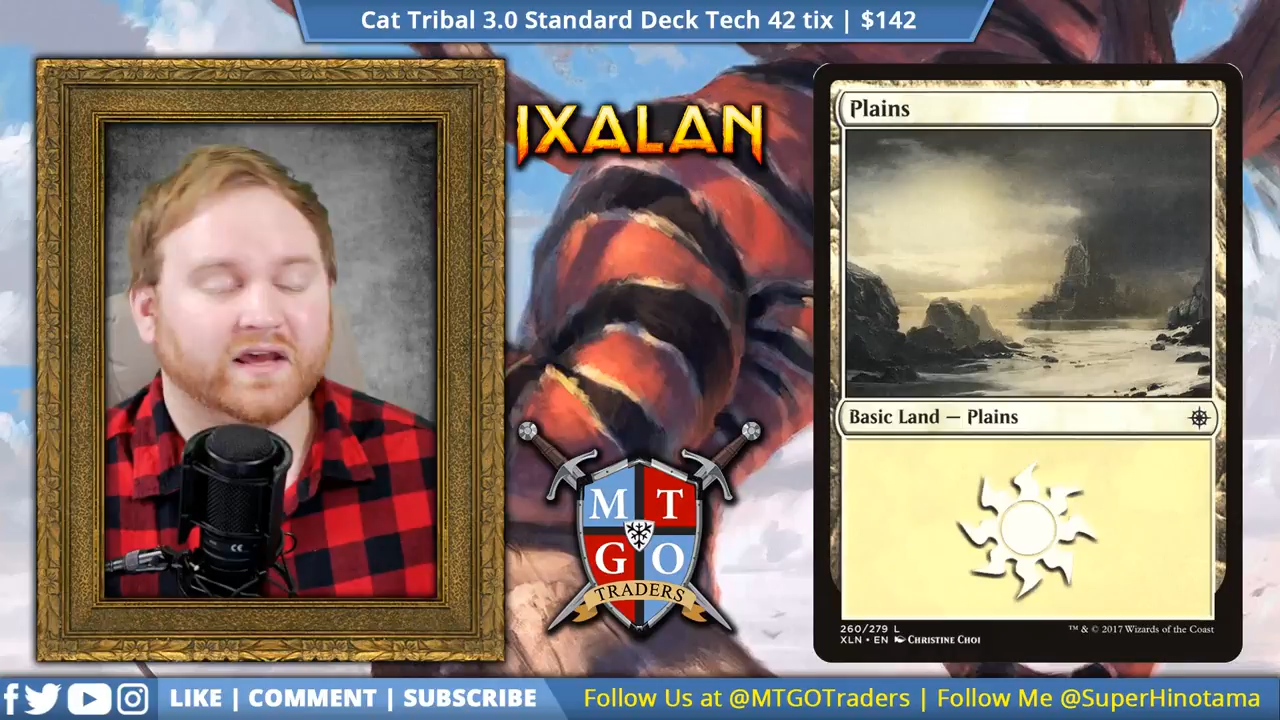 Cat Tribal 3.0 Standard Deck Tech 42 tix | $142
IXALAN
Plains
Basic Land — Plains
260/279 L
XLN • EN Christine Choi
™ & © 2017 Wizards of the Coast
M T
G O
TRADERS
LIKE | COMMENT | SUBSCRIBE
Follow Us at @MTGOTraders | Follow Me @SuperHinotama